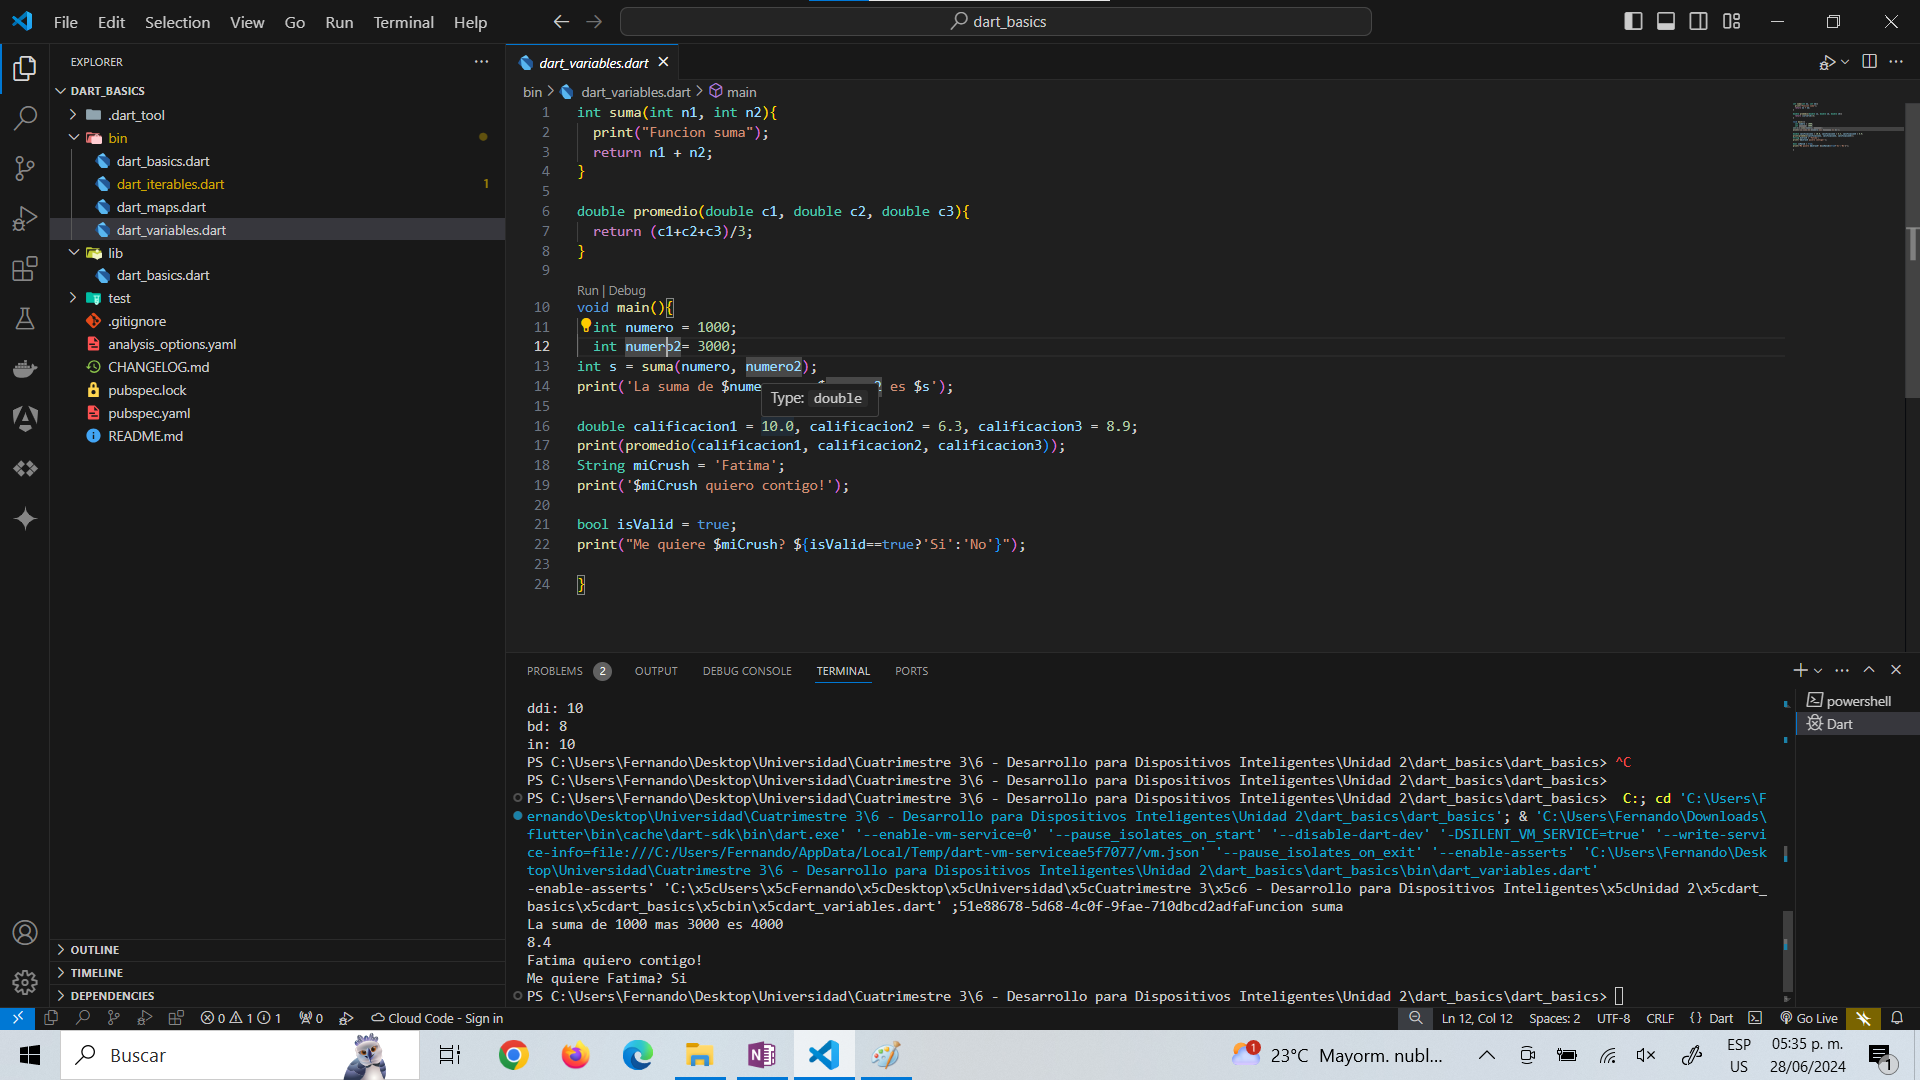 File Edit Selection View Go Run Terminal Help
dart_basics
EXPLORER
DART_BASICS
.dart_tool
bin
dart_basics.dart
dart_iterables.dart 1
dart_maps.dart
dart_variables.dart
lib
dart_basics.dart
test
.gitignore
analysis_options.yaml
CHANGELOG.md
pubspec.lock
pubspec.yaml
README.md
OUTLINE
TIMELINE
DEPENDENCIES
dart_variables.dart
bin > dart_variables.dart > main
1 int suma(int n1, int n2){
2 print("Funcion suma");
3 return n1 + n2;
4 }
5
6 double promedio(double c1, double c2, double c3){
7 return (c1+c2+c3)/3;
8 }
9
Run | Debug
10 void main(){
11 int numero = 1000;
12 int numero2= 3000;
13 int s = suma(numero, numero2);
14 print('La suma de $nume $ 2 es $s');
Type: double
15
16 double calificacion1 = 10.0, calificacion2 = 6.3, calificacion3 = 8.9;
17 print(promedio(calificacion1, calificacion2, calificacion3));
18 String miCrush = 'Fatima';
19 print('$miCrush quiero contigo!');
20
21 bool isValid = true;
22 print("Me quiere $miCrush? ${isValid==true?'Si':'No'}");
23
24 }
PROBLEMS 2 OUTPUT DEBUG CONSOLE TERMINAL PORTS
powershell
Dart
ddi: 10
bd: 8
in: 10
PS C:\Users\Fernando\Desktop\Universidad\Cuatrimestre 3\6 - Desarrollo para Dispositivos Inteligentes\Unidad 2\dart_basics\dart_basics> ^C
PS C:\Users\Fernando\Desktop\Universidad\Cuatrimestre 3\6 - Desarrollo para Dispositivos Inteligentes\Unidad 2\dart_basics\dart_basics>
PS C:\Users\Fernando\Desktop\Universidad\Cuatrimestre 3\6 - Desarrollo para Dispositivos Inteligentes\Unidad 2\dart_basics\dart_basics> C:; cd 'C:\Users\F
ernando\Desktop\Universidad\Cuatrimestre 3\6 - Desarrollo para Dispositivos Inteligentes\Unidad 2\dart_basics\dart_basics'; & 'C:\Users\Fernando\Downloads\
flutter\bin\cache\dart-sdk\bin\dart.exe' '--enable-vm-service=0' '--pause_isolates_on_start' '--disable-dart-dev' '-DSILENT_VM_SERVICE=true' '--write-servi
ce-info=file:///C:/Users/Fernando/AppData/Local/Temp/dart-vm-serviceae5f7077/vm.json' '--pause_isolates_on_exit' '--enable-asserts' 'C:\Users\Fernando\Desk
top\Universidad\Cuatrimestre 3\6 - Desarrollo para Dispositivos Inteligentes\Unidad 2\dart_basics\dart_basics\bin\dart_variables.dart'
-enable-asserts' 'C:\x5cUsers\x5cFernando\x5cDesktop\x5cUniversidad\x5cCuatrimestre 3\x5c6 - Desarrollo para Dispositivos Inteligentes\x5cUnidad 2\x5cdart_
basics\x5cdart_basics\x5cbin\x5cdart_variables.dart' ;51e88678-5d68-4c0f-9fae-710dbcd2adfaFuncion suma
La suma de 1000 mas 3000 es 4000
8.4
Fatima quiero contigo!
Me quiere Fatima? Si
PS C:\Users\Fernando\Desktop\Universidad\Cuatrimestre 3\6 - Desarrollo para Dispositivos Inteligentes\Unidad 2\dart_basics\dart_basics>
0 1 1 0 Cloud Code - Sign in Ln 12, Col 12 Spaces: 2 UTF-8 CRLF {} Dart Go Live
Buscar 1 23°C Mayorm. nubl... ESP 05:35 p. m.
US 28/06/2024 1